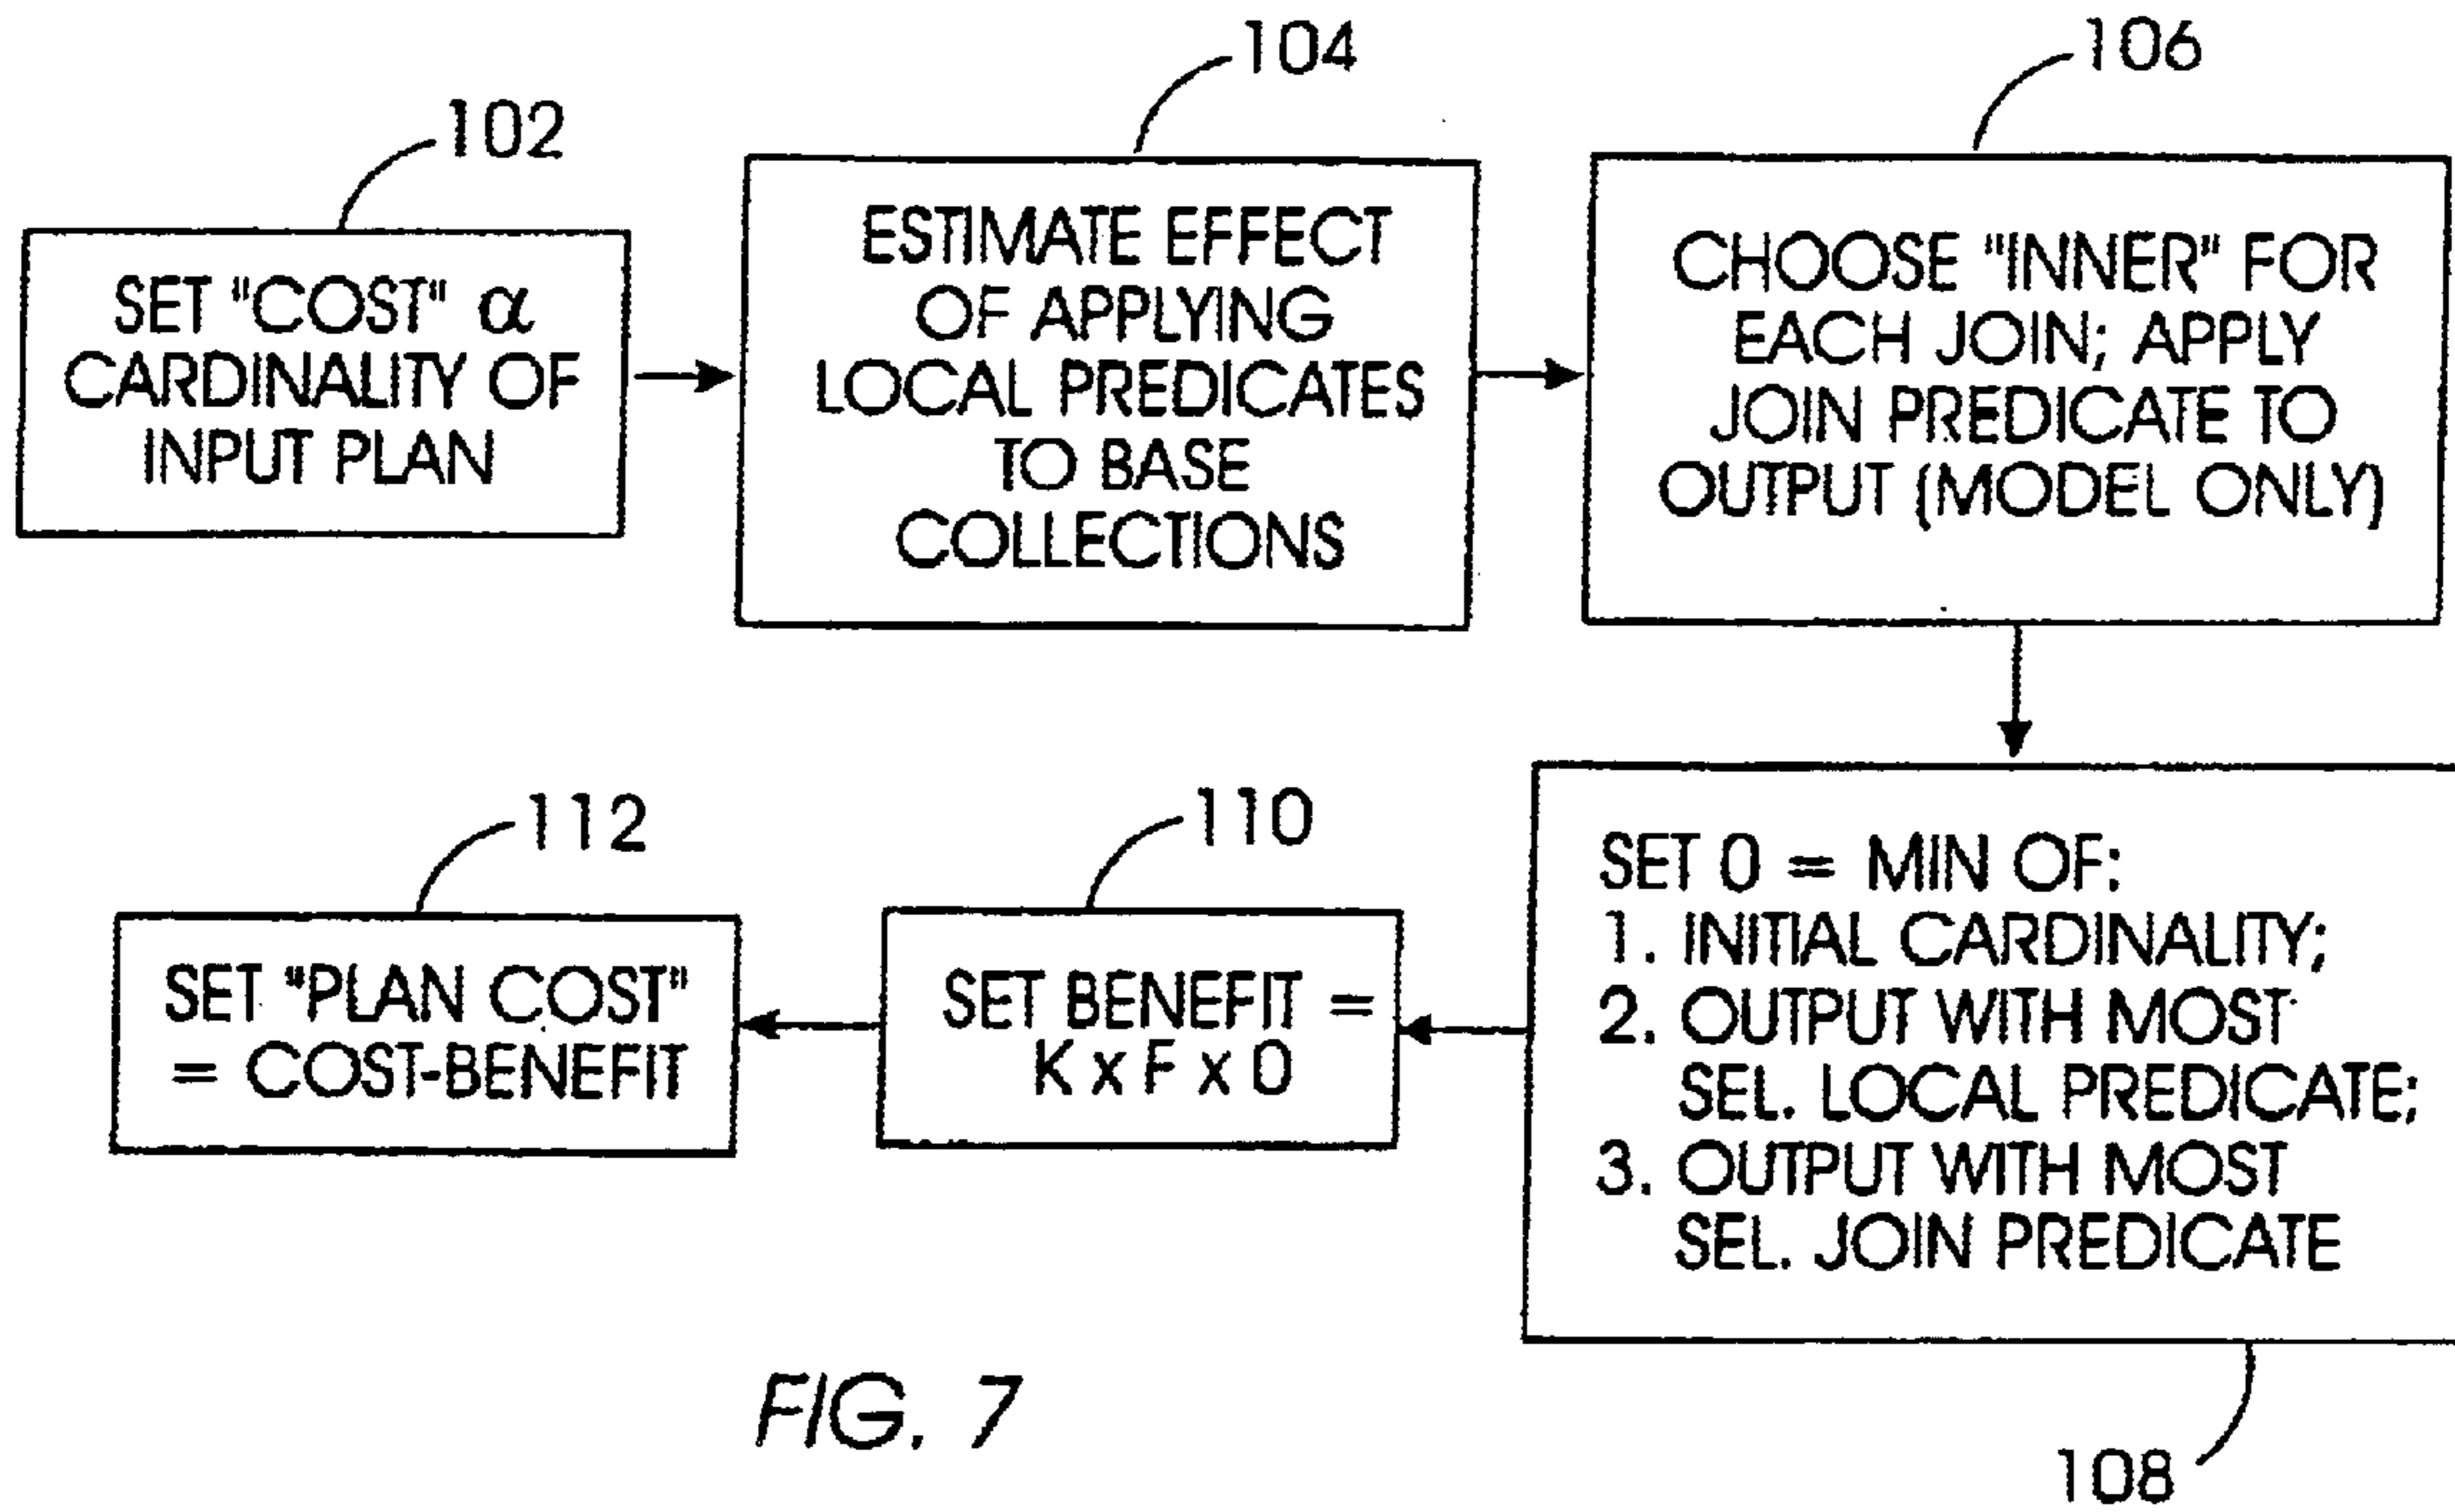 102
SET "COST" α
CARDINALITY OF
INPUT PLAN
104
ESTIMATE EFFECT
OF APPLYING
LOCAL PREDICATES
TO BASE
COLLECTIONS
106
CHOOSE "INNER" FOR
EACH JOIN; APPLY
JOIN PREDICATE TO
OUTPUT (MODEL ONLY)
108
SET O = MIN OF:
1. INITIAL CARDINALITY;
2. OUTPUT WITH MOST
SEL. LOCAL PREDICATE;
3. OUTPUT WITH MOST
SEL. JOIN PREDICATE
110
SET BENEFIT =
K x F x O
112
SET "PLAN COST"
= COST-BENEFIT
FIG. 7